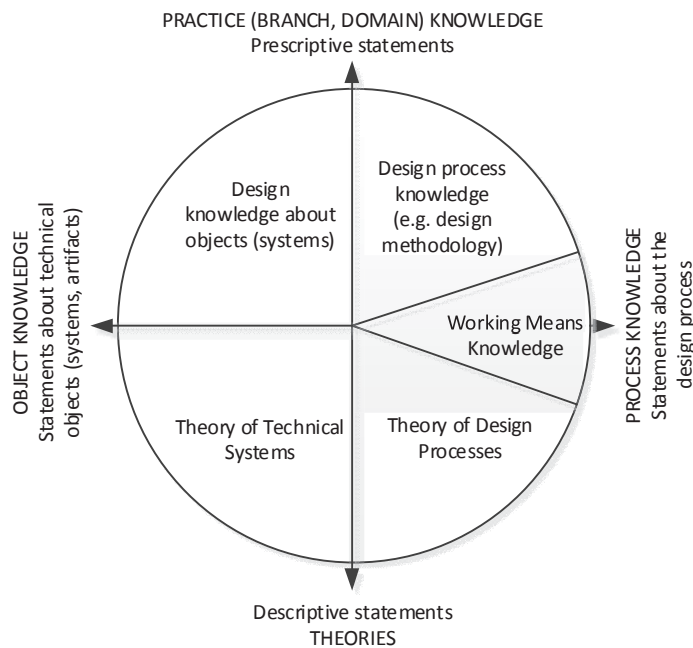 PRACTICE (BRANCH, DOMAIN) KNOWLEDGE
Prescriptive statements
Design
knowledge about
objects (systems)
Design process
knowledge
(e.g. design
methodology)
OBJECT KNOWLEDGE
Statements about technical
objects (systems, artifacts)
Working Means
Knowledge
PROCESS KNOWLEDGE
Statements about the
design process
Theory of Technical
Systems
Theory of Design
Processes
Descriptive statements
THEORIES